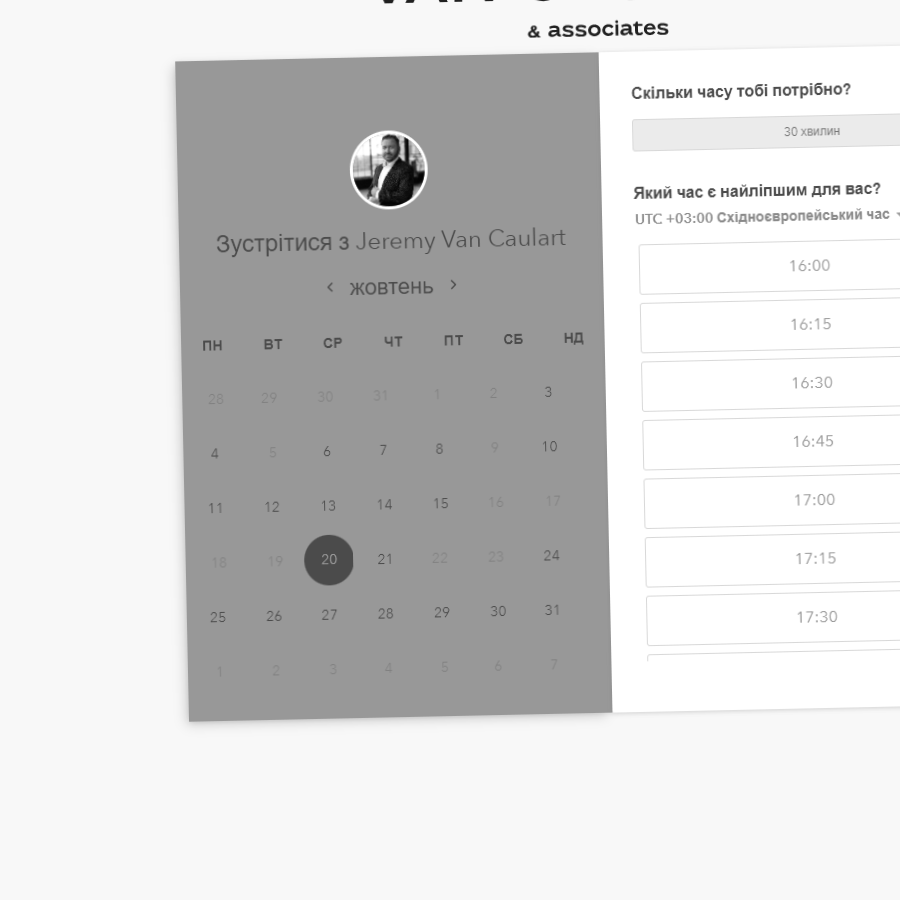 & associates
Зустрітися з Jeremy Van Caulart
жовтень
ПН ВТ СР ЧТ ПТ СБ НД
28 29 30 31 1 2 3
4 5 6 7 8 9 10
11 12 13 14 15 16 17
18 19 20 21 22 23 24
25 26 27 28 29 30 31
1 2 3 4 5 6 7
Скільки часу тобі потрібно?
30 хвилин
Який час є найліпшим для вас?
UTC +03:00 Східноєвропейський час
16:00
16:15
16:30
16:45
17:00
17:15
17:30